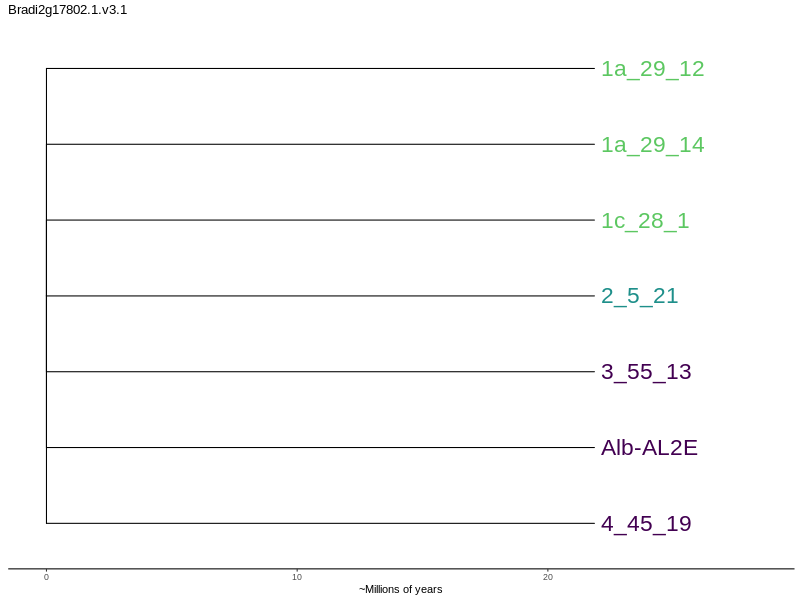 Bradi2g17802.1.v3.1
1a_29_12
1a_29_14
1c_28_1
2_5_21
3_55_13
Alb-AL2E
4_45_19
0 10 20
~Millions of years